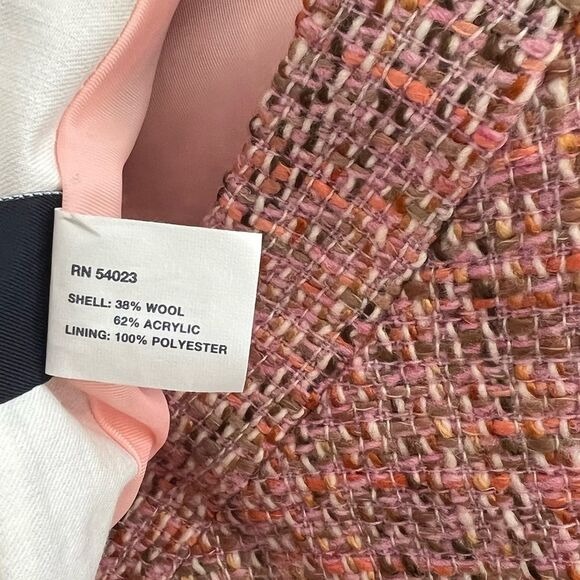 RN 54023
SHELL: 38% WOOL
62% ACRYLIC
LINING: 100% POLYESTER